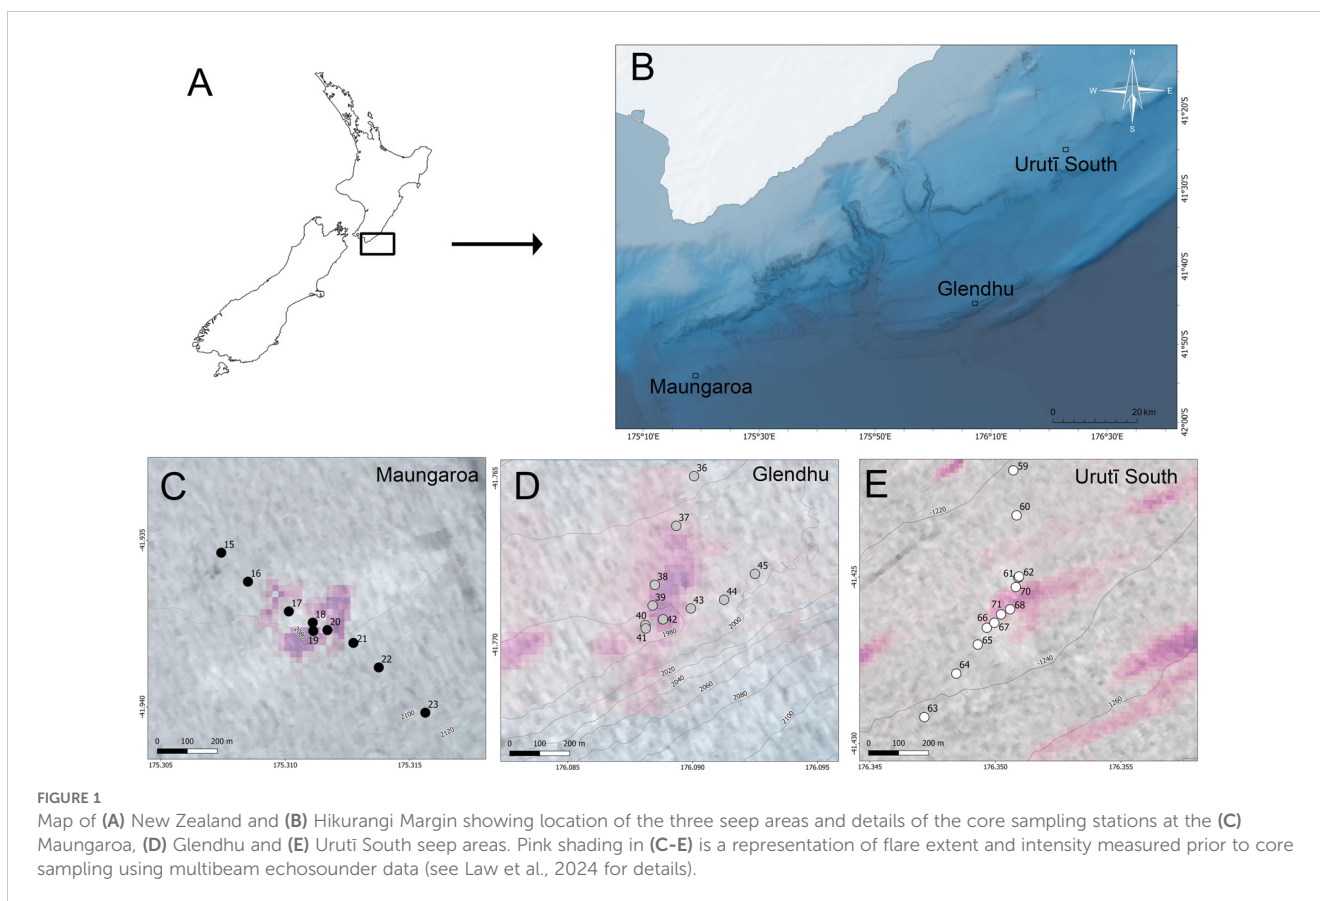 A
B
N
W
E
S
Urutī South
Glendhu
Maungaroa
41°20'S
41°30'S
41°40'S
41°50'S
42°00'S
0
20 km
175°10'E
175°30'E
175°50'E
176°10'E
176°30'E
C
Maungaroa
-41.935
-41.940
15
16
17
18
19
20
21
22
23
2080
2100
2120
0 100 200 m
175.305
175.310
175.315
D
Glendhu
-41.765
-41.770
36
37
38
39
40
41
42
43
44
45
1980
2000
2020
2040
2060
2080
2100
0 100 200 m
176.085
176.090
176.095
E
Urutī South
-41.425
-41.430
59
60
61
62
70
71
68
66
67
65
64
63
-1220
-1240
-1260
0 100 200 m
176.345
176.350
176.355
FIGURE 1
Map of (A) New Zealand and (B) Hikurangi Margin showing location of the three seep areas and details of the core sampling stations at the (C)
Maungaroa, (D) Glendhu and (E) Urutī South seep areas. Pink shading in (C-E) is a representation of flare extent and intensity measured prior to core
sampling using multibeam echosounder data (see Law et al., 2024 for details).